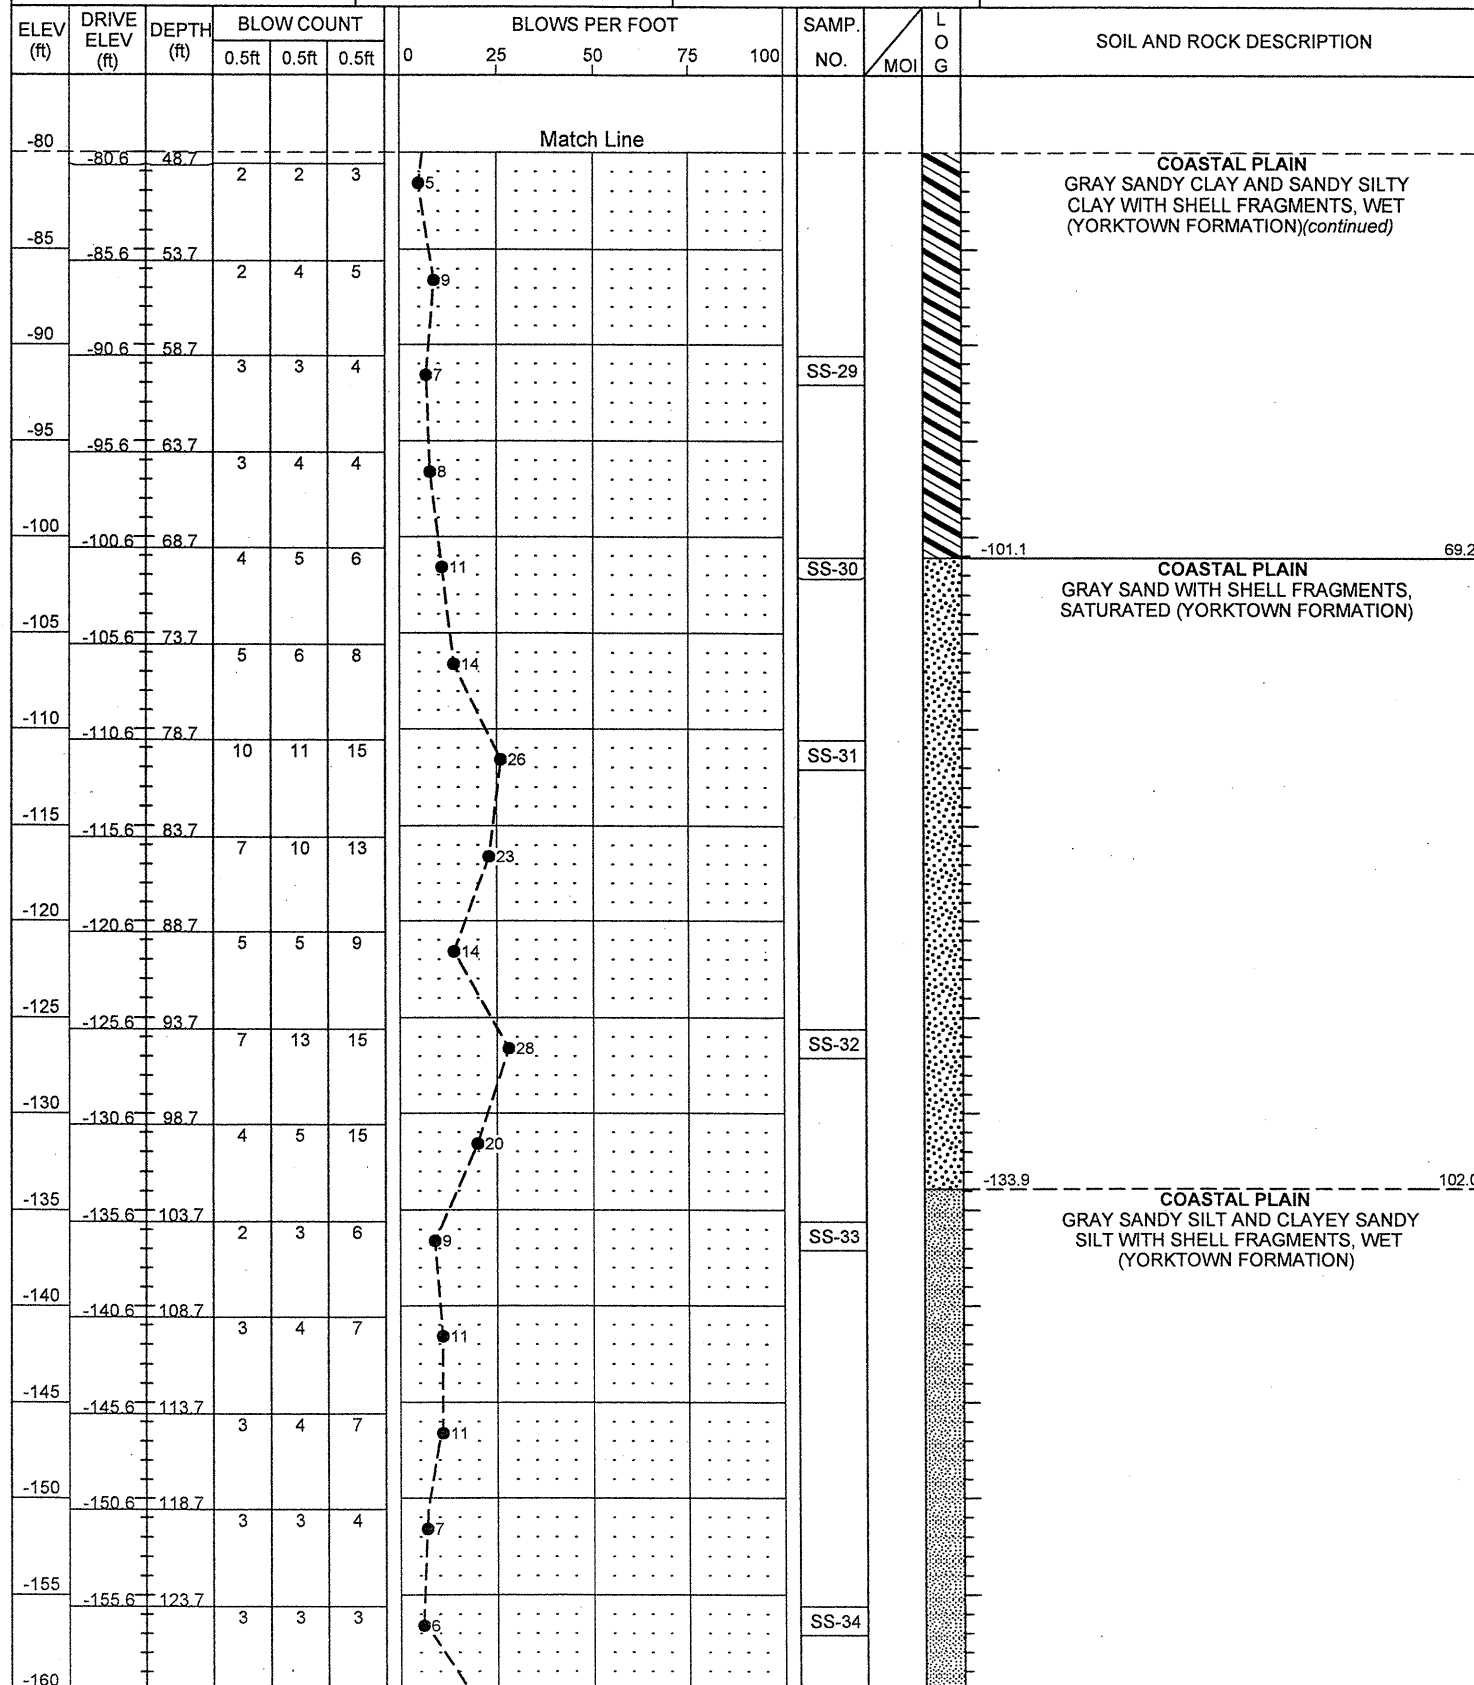 ELEV (ft) DRIVE ELEV (ft) DEPTH (ft) BLOW COUNT BLOWS PER FOOT SAMP. NO. MOI LOG SOIL AND ROCK DESCRIPTION
0.5ft 0.5ft 0.5ft 0 25 50 75 100
Match Line
-80
-80.6 48.7
2 2 3 5
COASTAL PLAIN
GRAY SANDY CLAY AND SANDY SILTY
CLAY WITH SHELL FRAGMENTS, WET
(YORKTOWN FORMATION)(continued)
-85
-85.6 53.7
2 4 5 9
-90
-90.6 58.7
3 3 4 7 SS-29
-95
-95.6 63.7
3 4 4 8
-100
-100.6 68.7
-101.1 69.2
4 5 6 11 SS-30
COASTAL PLAIN
GRAY SAND WITH SHELL FRAGMENTS,
SATURATED (YORKTOWN FORMATION)
-105
-105.6 73.7
5 6 8 14
-110
-110.6 78.7
10 11 15 26 SS-31
-115
-115.6 83.7
7 10 13 23
-120
-120.6 88.7
5 5 9 14
-125
-125.6 93.7
7 13 15 28 SS-32
-130
-130.6 98.7
4 5 15 20
-133.9 102.0
COASTAL PLAIN
GRAY SANDY SILT AND CLAYEY SANDY
SILT WITH SHELL FRAGMENTS, WET
(YORKTOWN FORMATION)
-135
-135.6 103.7
2 3 6 9 SS-33
-140
-140.6 108.7
3 4 7 11
-145
-145.6 113.7
3 4 7 11
-150
-150.6 118.7
3 3 4 7
-155
-155.6 123.7
3 3 3 6 SS-34
-160